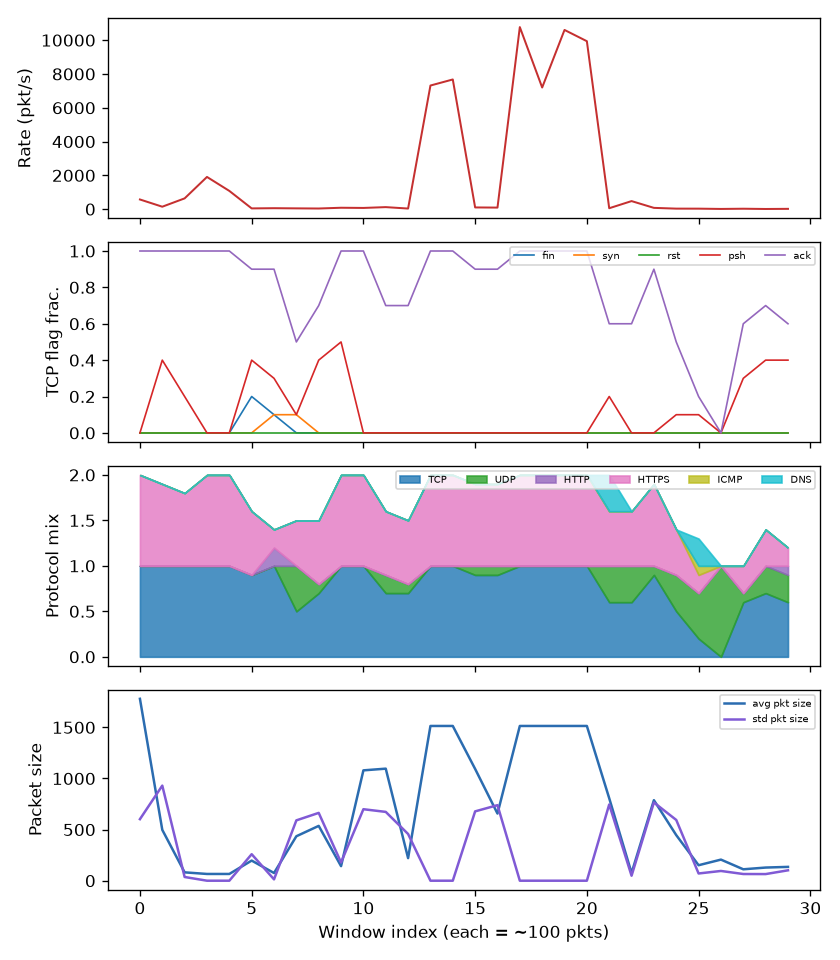 10000
8000
6000
4000
2000
0
Rate (pkt/s)
1.0
0.8
0.6
0.4
0.2
0.0
TCP flag frac.
fin syn rst psh ack
2.0
1.5
1.0
0.5
0.0
Protocol mix
TCP UDP HTTP HTTPS ICMP DNS
1500
1000
500
0
Packet size
avg pkt size
std pkt size
0 5 10 15 20 25 30
Window index (each = ~100 pkts)